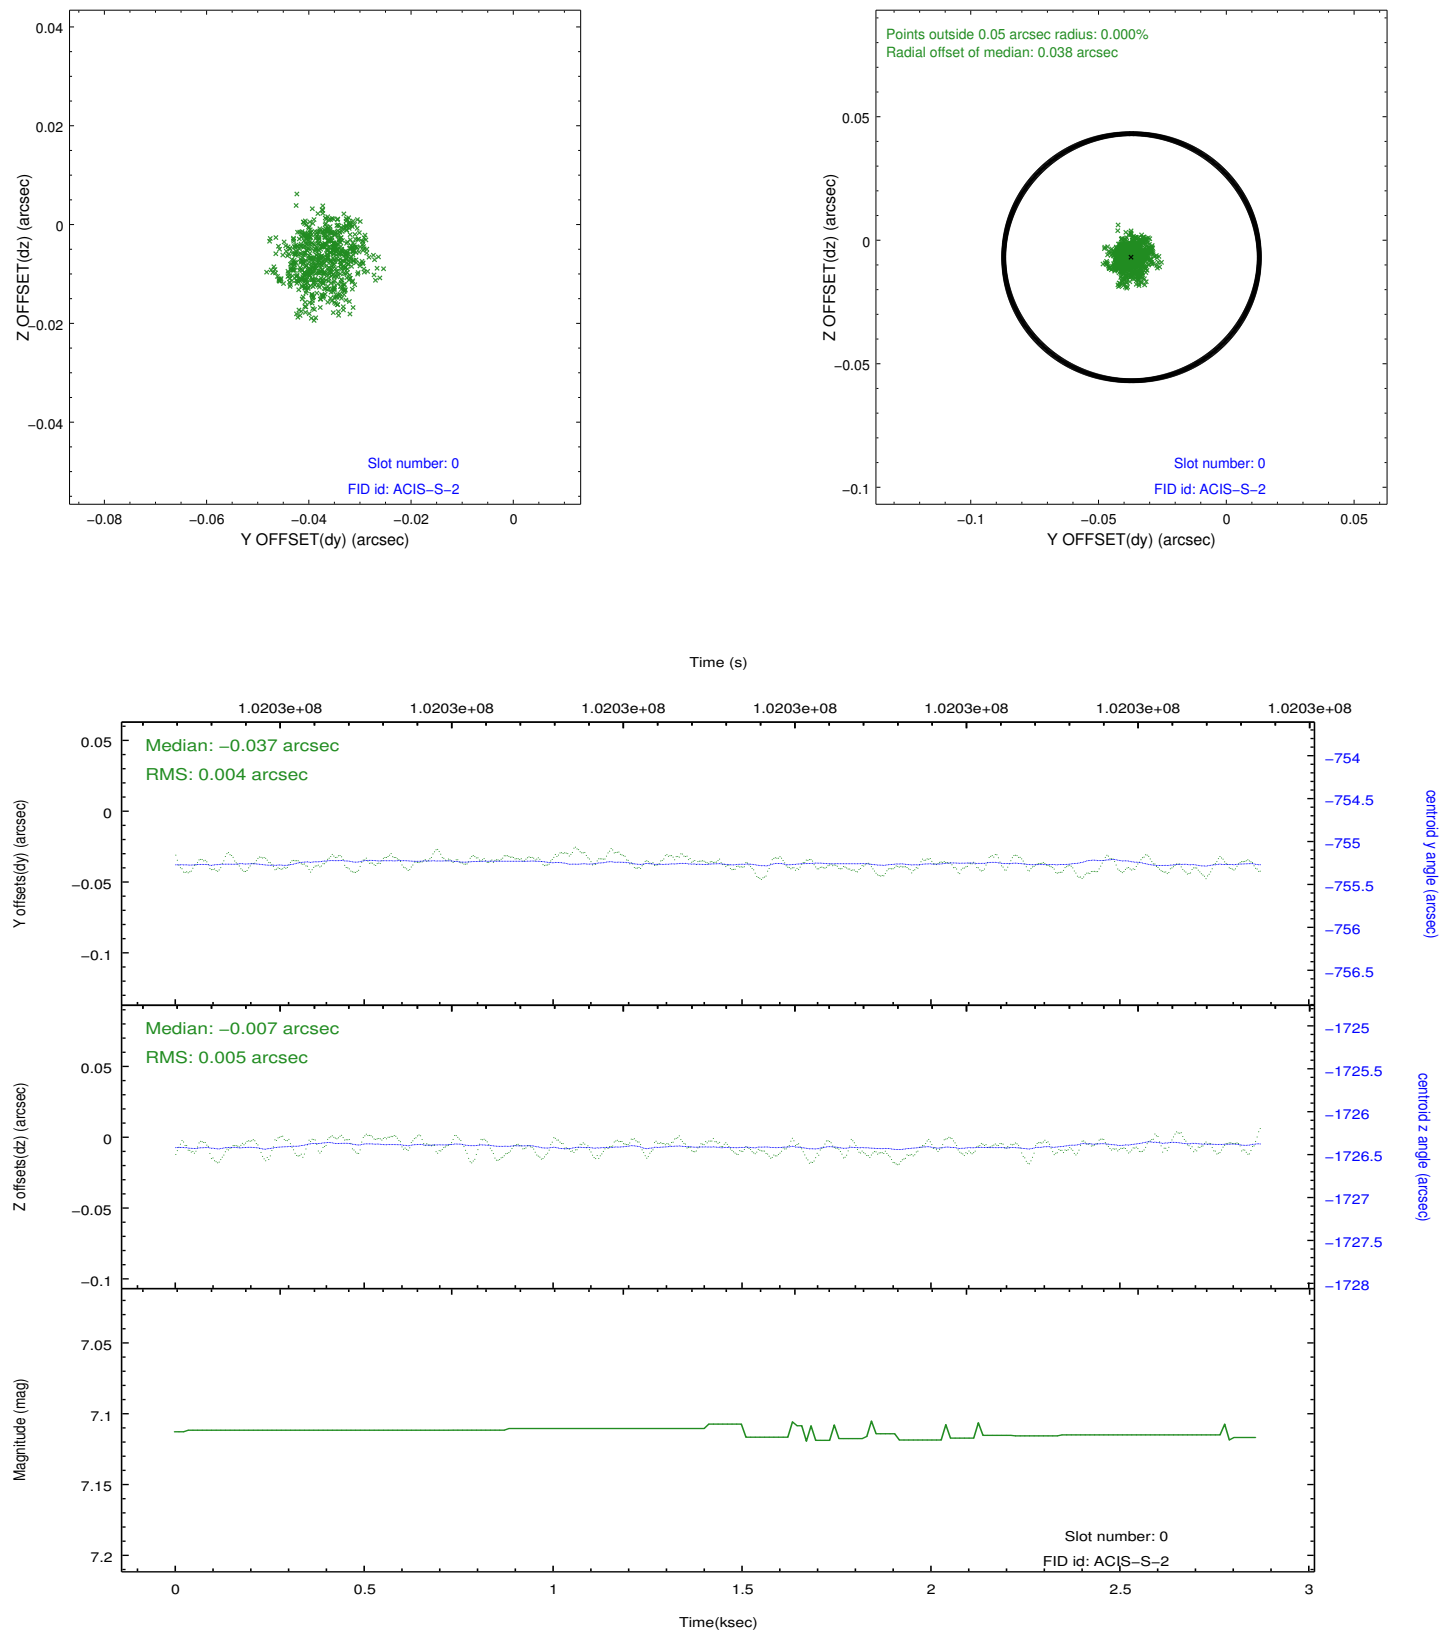 0.04
0.02
0
−0.02
−0.04
Z OFFSET(dz) (arcsec)
Slot number: 0
FID id: ACIS−S−2
−0.08
−0.06
−0.04
−0.02
0
Y OFFSET(dy) (arcsec)
Points outside 0.05 arcsec radius: 0.000%
Radial offset of median: 0.038 arcsec
0.05
0
−0.05
−0.1
Z OFFSET(dz) (arcsec)
Slot number: 0
FID id: ACIS−S−2
−0.1
−0.05
0
0.05
Y OFFSET(dy) (arcsec)
Time (s)
1.0203e+08
1.0203e+08
1.0203e+08
1.0203e+08
1.0203e+08
1.0203e+08
1.0203e+08
Median: −0.037 arcsec
RMS: 0.004 arcsec
0.05
0
−0.05
−0.1
Y offsets(dy) (arcsec)
−754
−754.5
−755
−755.5
−756
−756.5
centroid y angle (arcsec)
Median: −0.007 arcsec
RMS: 0.005 arcsec
0.05
0
−0.05
−0.1
Z offsets(dz) (arcsec)
−1725
−1725.5
−1726
−1726.5
−1727
−1727.5
−1728
centroid z angle (arcsec)
7.05
7.1
7.15
7.2
Magnitude (mag)
Slot number: 0
FID id: ACIS−S−2
0
0.5
1
1.5
2
2.5
3
Time(ksec)